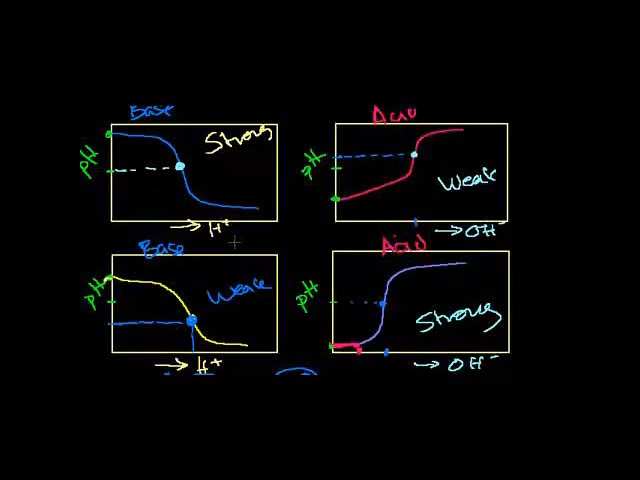 Base
Strong
pH
→ H+
Acid
pH
Weak
→ OH-
Base
Weak
pH
→ H+
Acid
pH
Strong
→ OH-